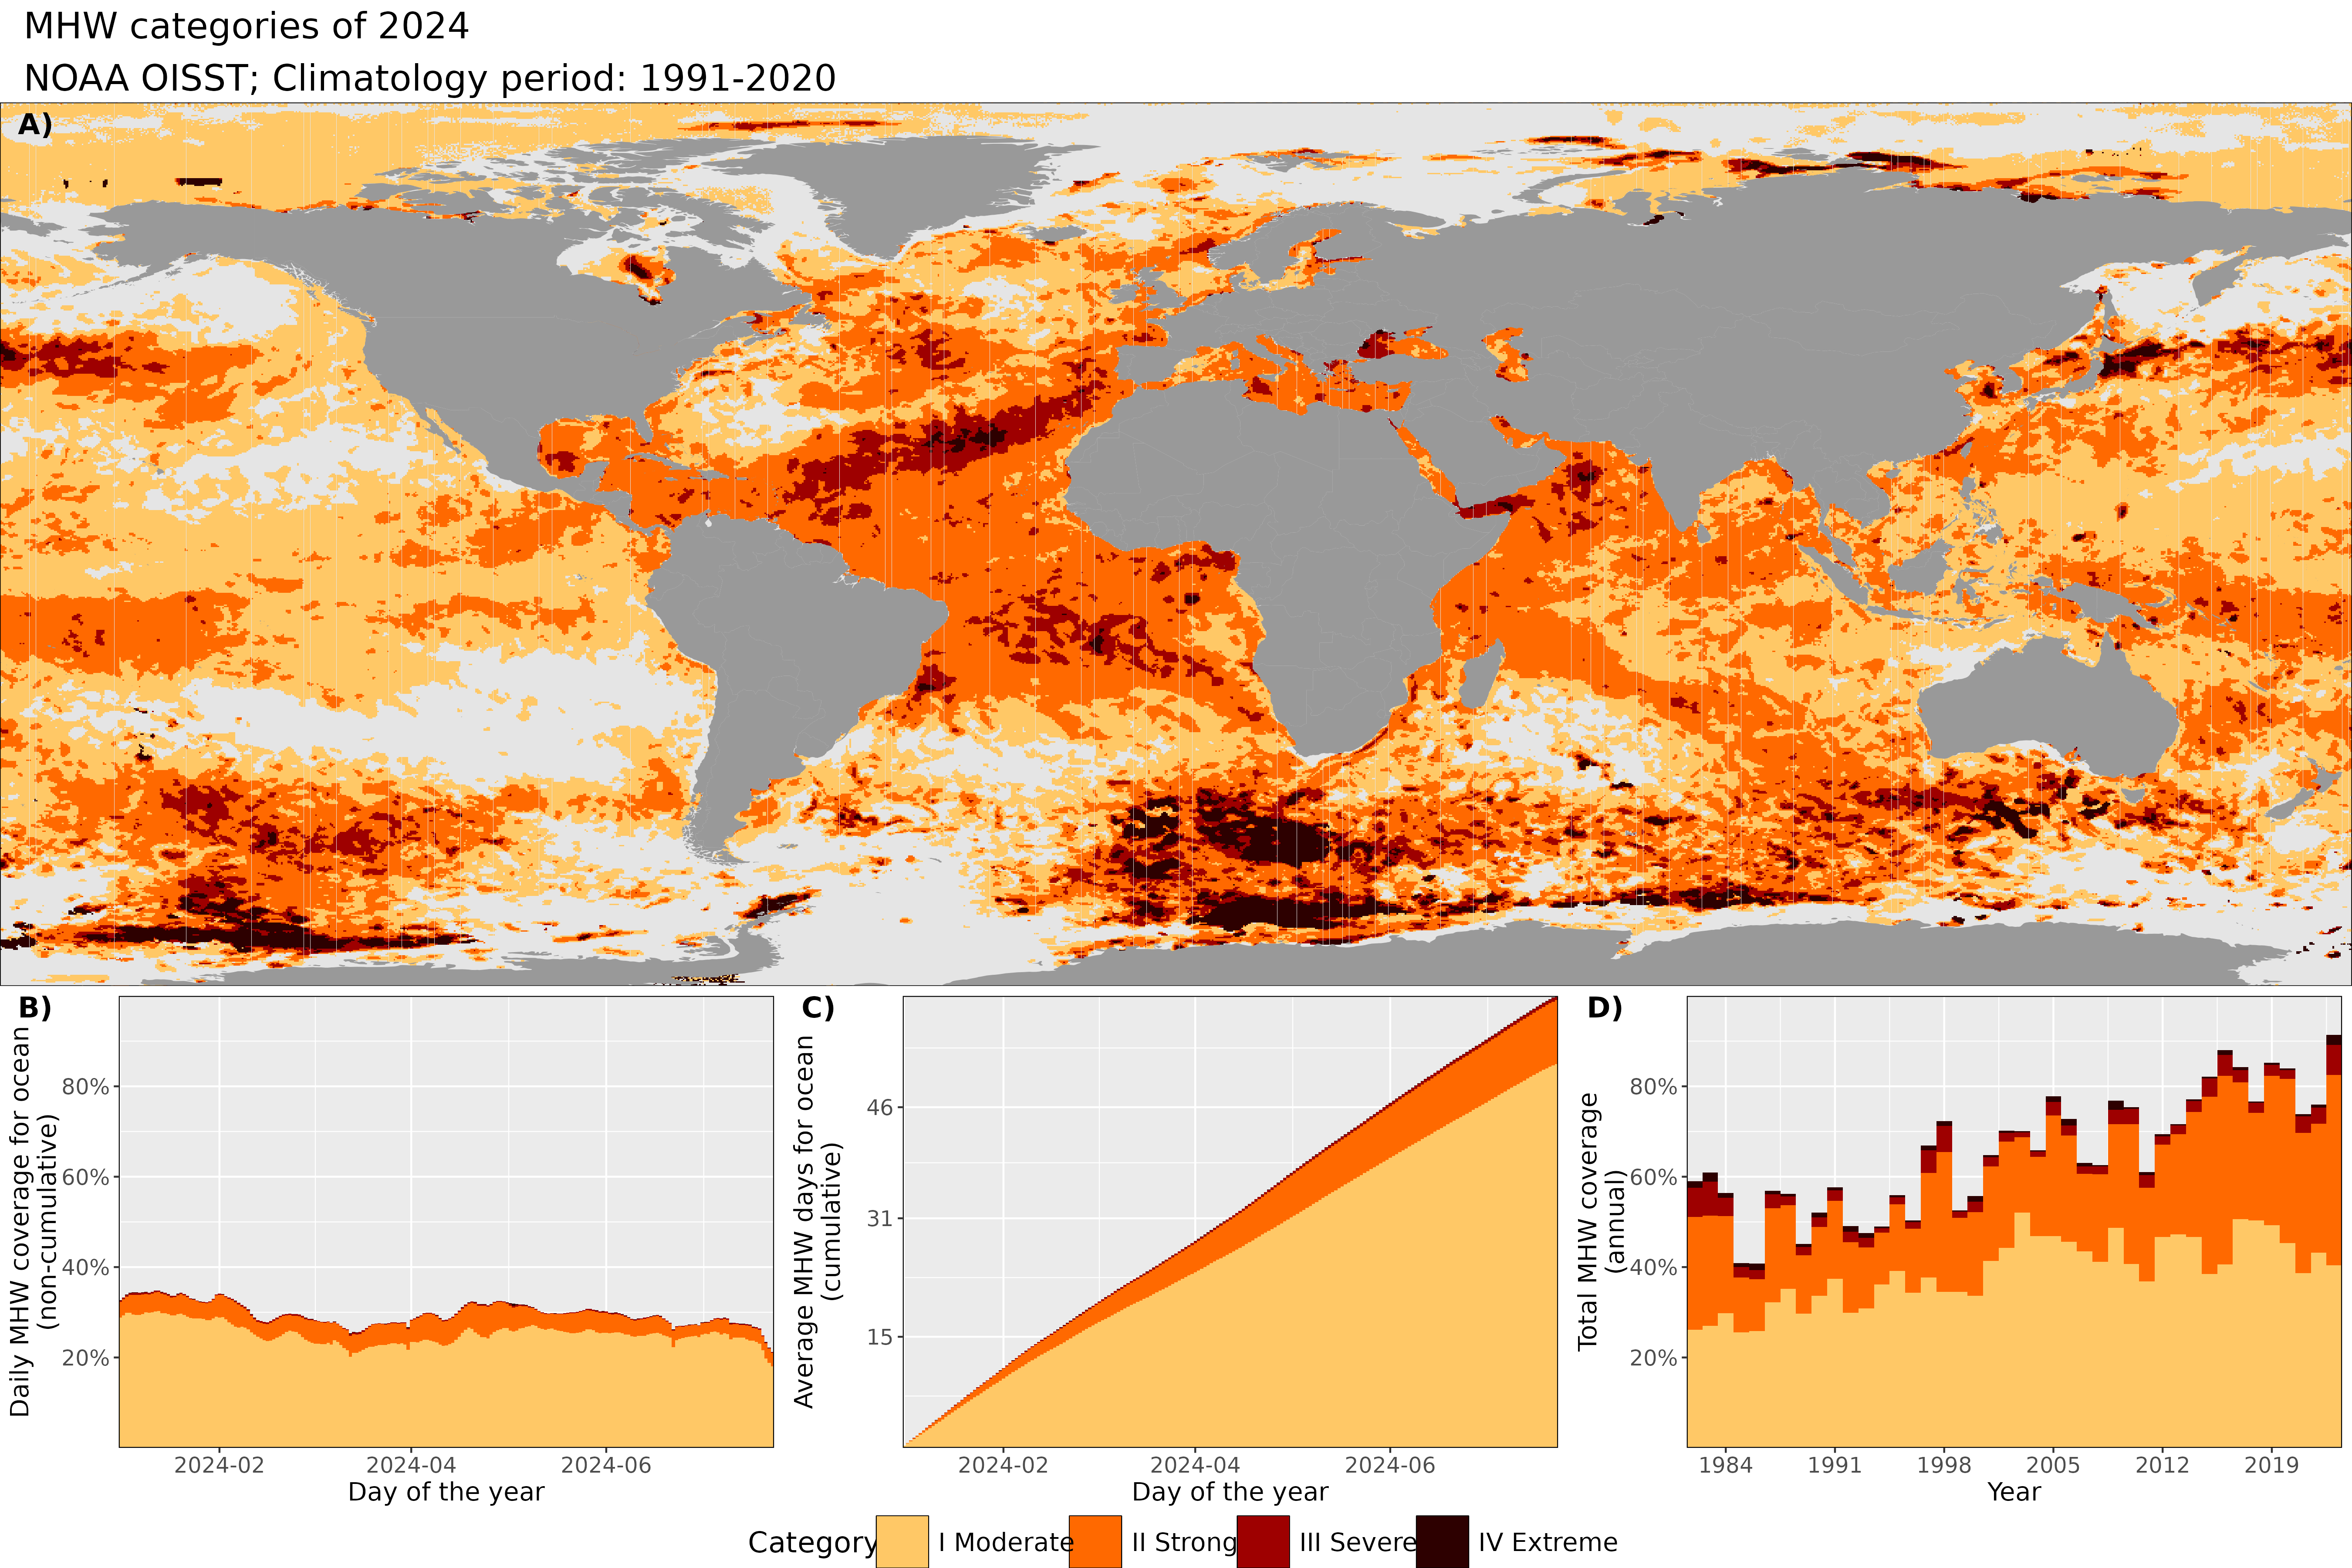 MHW categories of 2024
NOAA OISST; Climatology period: 1991-2020
A)
B)
Daily MHW coverage for ocean
(non-cumulative)
80%
60%
40%
20%
2024-02
2024-04
2024-06
Day of the year
C)
Average MHW days for ocean
(cumulative)
46
31
15
2024-02
2024-04
2024-06
Day of the year
D)
Total MHW coverage
(annual)
80%
60%
40%
20%
1984
1991
1998
2005
2012
2019
Year
Category
I Moderate
II Strong
III Severe
IV Extreme